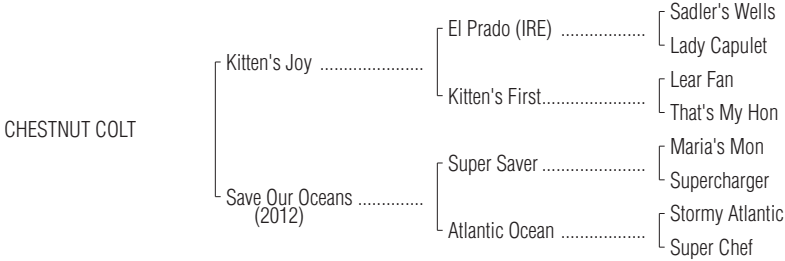 Sadler's Wells
El Prado (IRE) ..................
Lady Capulet
Kitten's Joy ......................
Lear Fan
Kitten's First......................
That's My Hon
CHESTNUT COLT
Maria's Mon
Super Saver ......................
Supercharger
Save Our Oceans ..............
(2012)
Stormy Atlantic
Atlantic Ocean ..................
Super Chef